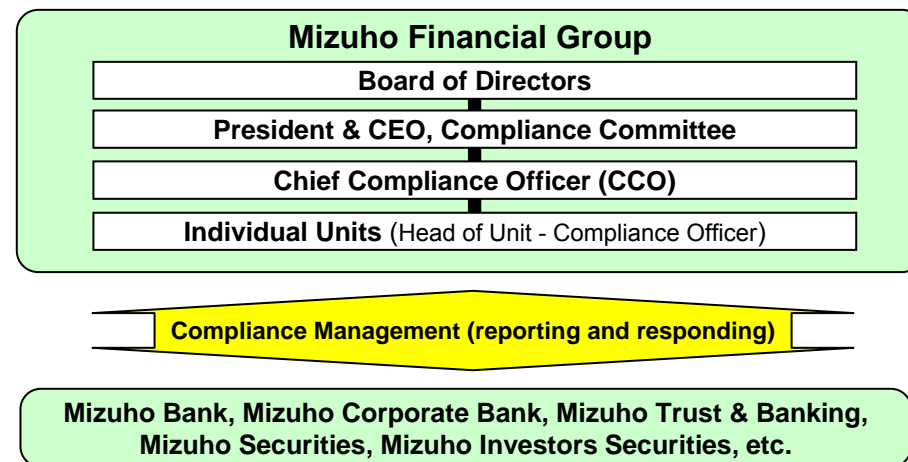 Mizuho Financial Group
Board of Directors
President & CEO, Compliance Committee
Chief Compliance Officer (CCO)
Individual Units (Head of Unit - Compliance Officer)
Compliance Management (reporting and responding)
Mizuho Bank, Mizuho Corporate Bank, Mizuho Trust & Banking,
Mizuho Securities, Mizuho Investors Securities, etc.